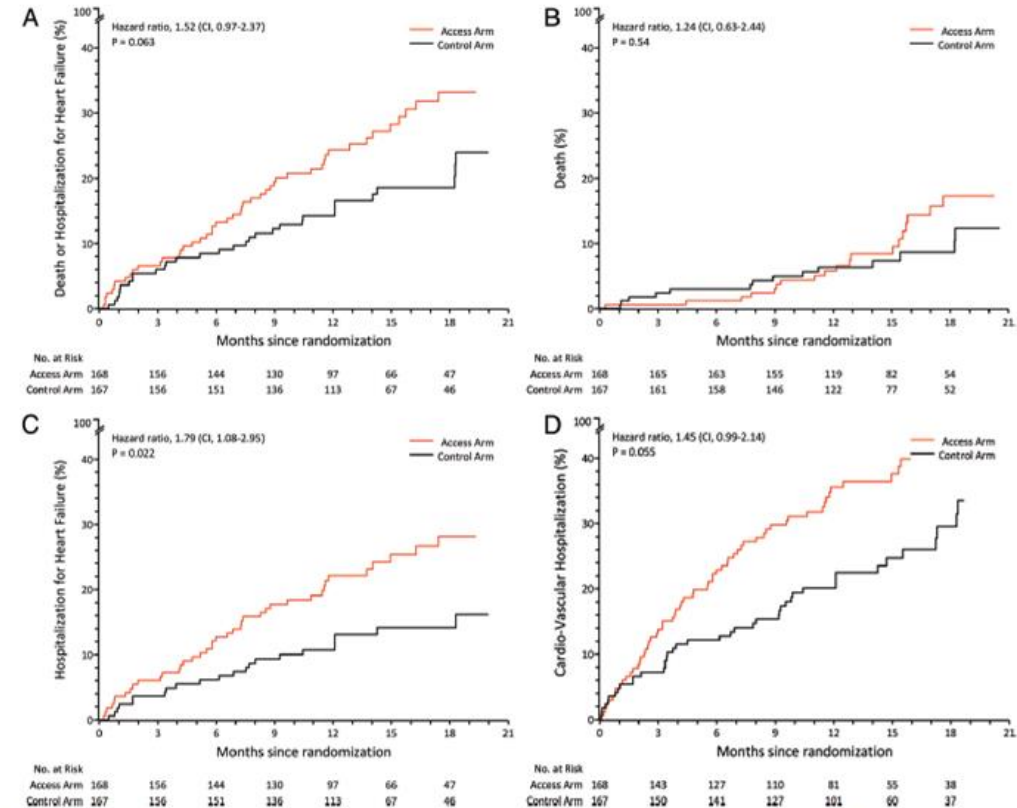 A
Death or Hospitalization for Heart Failure (%)
100
40
30
20
10
0
Hazard ratio, 1.52 (CI, 0.97-2.37)
P = 0.063
Access Arm
Control Arm
0 3 6 9 12 15 18 21
Months since randomization
No. at Risk
Access Arm 168 156 144 130 97 66 47
Control Arm 167 156 151 136 113 67 46
B
Death (%)
100
40
30
20
10
0
Hazard ratio, 1.24 (CI, 0.63-2.44)
P = 0.54
Access Arm
Control Arm
0 3 6 9 12 15 18 21
Months since randomization
No. at Risk
Access Arm 168 165 163 155 119 82 54
Control Arm 167 161 158 146 122 77 52
C
Hospitalization for Heart Failure (%)
100
40
30
20
10
0
Hazard ratio, 1.79 (CI, 1.08-2.95)
P = 0.022
Access Arm
Control Arm
0 3 6 9 12 15 18 21
Months since randomization
No. at Risk
Access Arm 168 156 144 130 97 66 47
Control Arm 167 156 151 136 113 67 46
D
Cardio-Vascular Hospitalization (%)
100
40
30
20
10
0
Hazard ratio, 1.45 (CI, 0.99-2.14)
P = 0.055
Access Arm
Control Arm
0 3 6 9 12 15 18 21
Months since randomization
No. at Risk
Access Arm 168 143 127 110 81 55 38
Control Arm 167 150 141 127 101 60 37